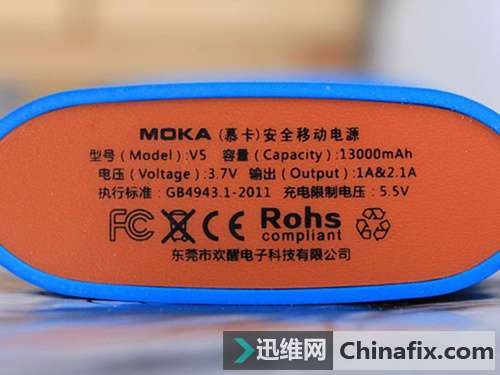 MOKA (慕卡)安全移动电源
型号(Model):V5 容量(Capacity):13000mAh
电压(Voltage):3.7V 输出(Output):1A&2.1A
执行标准:GB4943.1-2011 充电限制电压:5.5V
FC CE Rohs
compliant
东莞市欢醒电子科技有限公司
迅维网 Chinafix.com